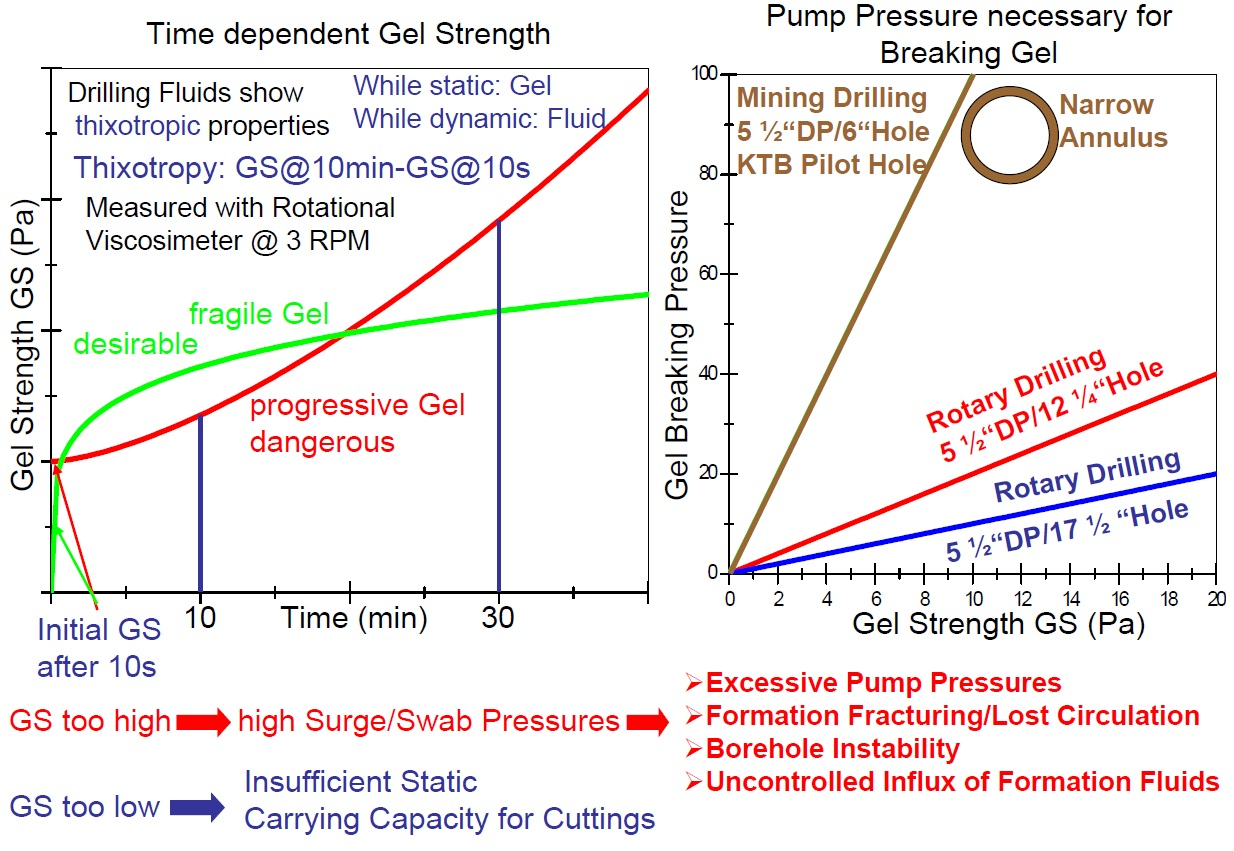 Time dependent Gel Strength
Drilling Fluids show
thixotropic properties
While static: Gel
While dynamic: Fluid
Thixotropy: GS@10min-GS@10s
Measured with Rotational
Viscosimeter @ 3 RPM
Gel Strength GS (Pa)
fragile Gel
desirable
progressive Gel
dangerous
10
Time (min)
30
Initial GS
after 10s
Pump Pressure necessary for
Breaking Gel
100
80
60
40
20
0
Gel Breaking Pressure
Mining Drilling
5 ½“DP/6“Hole
KTB Pilot Hole
Narrow
Annulus
Rotary Drilling
5 ½“DP/12 ¼“Hole
Rotary Drilling
5 ½“DP/17 ½ “Hole
0 2 4 6 8 10 12 14 16 18 20
Gel Strength GS (Pa)
GS too high
high Surge/Swab Pressures
Excessive Pump Pressures
Formation Fracturing/Lost Circulation
Borehole Instability
Uncontrolled Influx of Formation Fluids
GS too low
Insufficient Static
Carrying Capacity for Cuttings